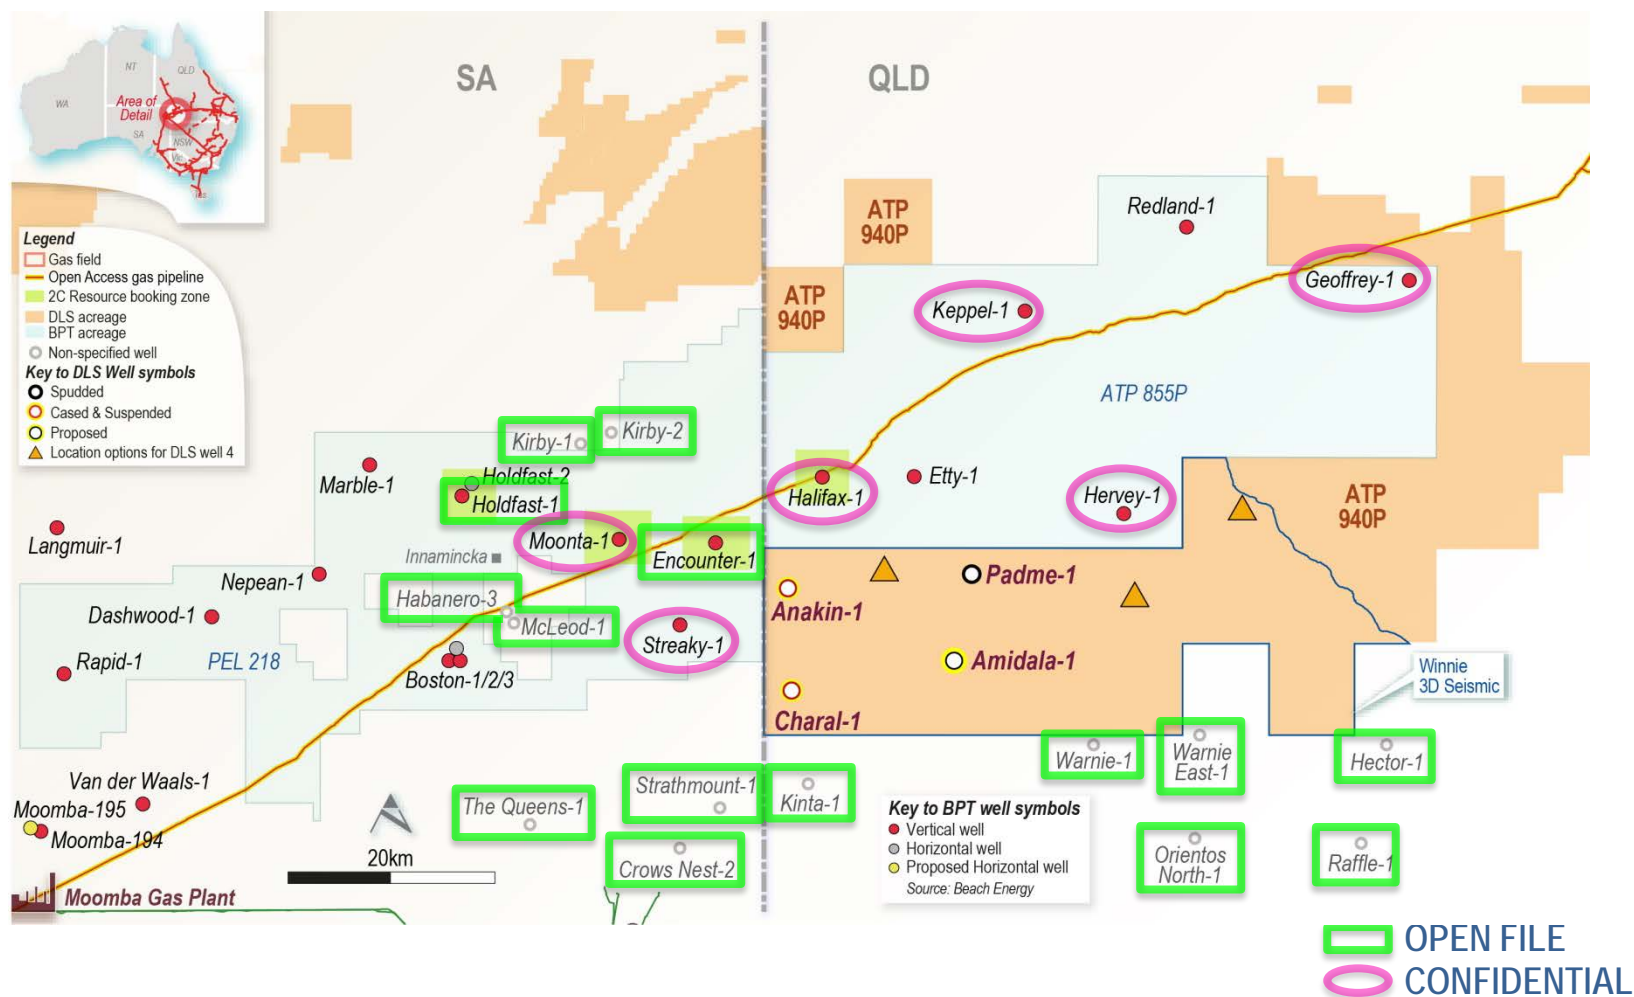 SA
QLD
NT
QLD
WA
Area of
Detail
SA
NSW
Vic
Tas
Legend
Gas field
Open Access gas pipeline
2C Resource booking zone
DLS acreage
BPT acreage
Non-specified well
Key to DLS Well symbols
Spudded
Cased & Suspended
Proposed
Location options for DLS well 4
ATP
940P
Redland-1
ATP
940P
Keppel-1
Geoffrey-1
ATP 855P
Kirby-1
Kirby-2
Marble-1
Holdfast-2
Holdfast-1
Halifax-1
Etty-1
Hervey-1
ATP
940P
Langmuir-1
Moonta-1
Innamincka
Encounter-1
Nepean-1
Habanero-3
Padme-1
Anakin-1
Dashwood-1
McLeod-1
Streaky-1
Rapid-1
PEL 218
Boston-1/2/3
Amidala-1
Winnie
3D Seismic
Charal-1
Warnie-1
Warnie
East-1
Hector-1
Van der Waals-1
Moomba-195
Moomba-194
The Queens-1
Strathmount-1
Kinta-1
Crows Nest-2
20km
Key to BPT well symbols
Vertical well
Horizontal well
Proposed Horizontal well
Source: Beach Energy
Orientos
North-1
Raffle-1
Moomba Gas Plant
OPEN FILE
CONFIDENTIAL